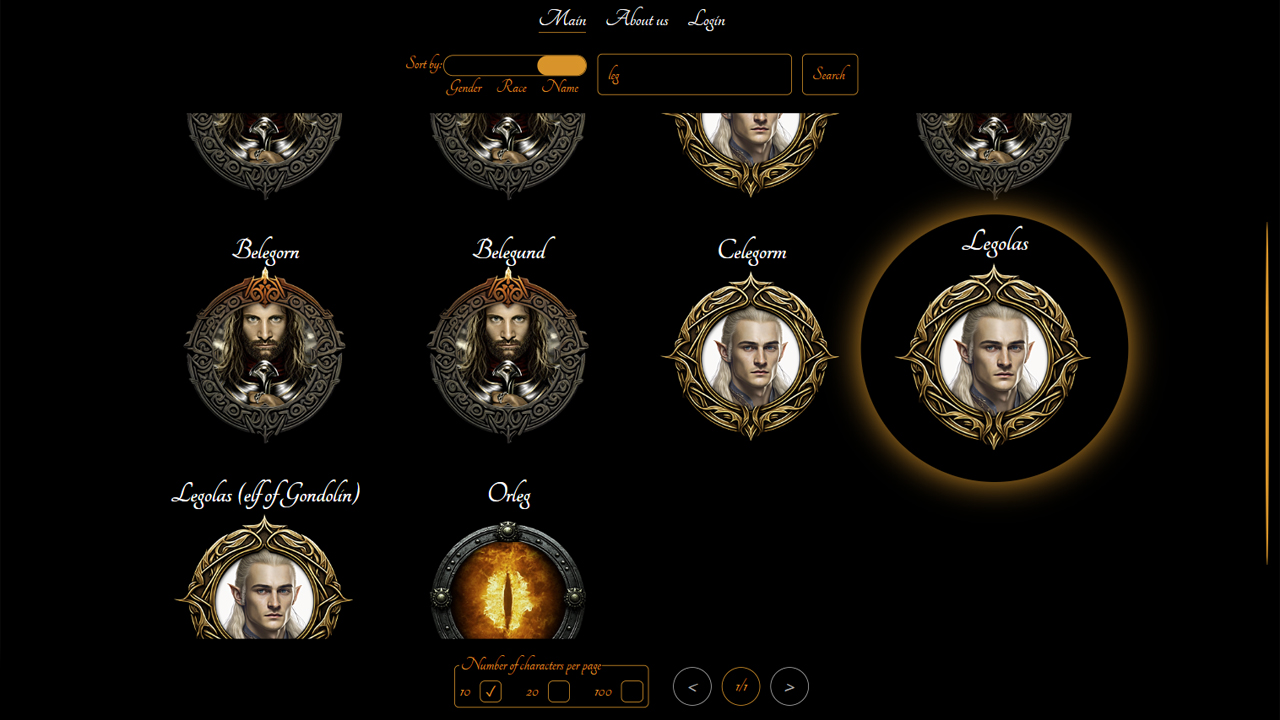 Main About us Login
Sort by:
leg
Search
Gender Race Name
Belegorn Belegund Celegorm Legolas
Legolas (elf of Gondolin) Orleg
Number of characters per page
10 ✓ 20 100
< 1/1 >